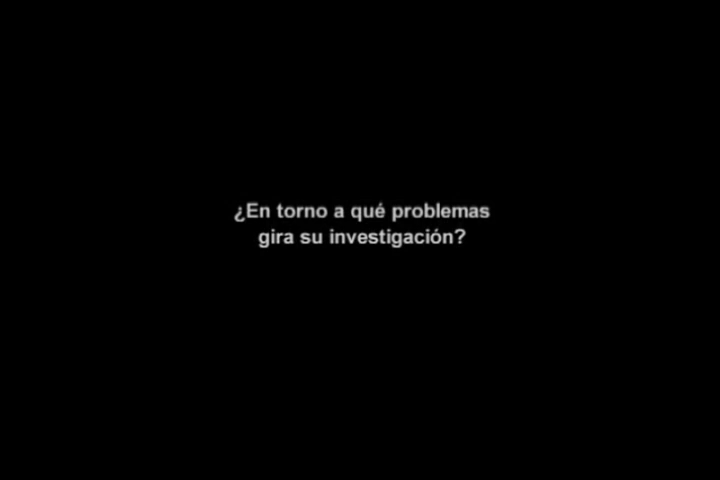 ¿En torno a qué problemas
gira su investigación?